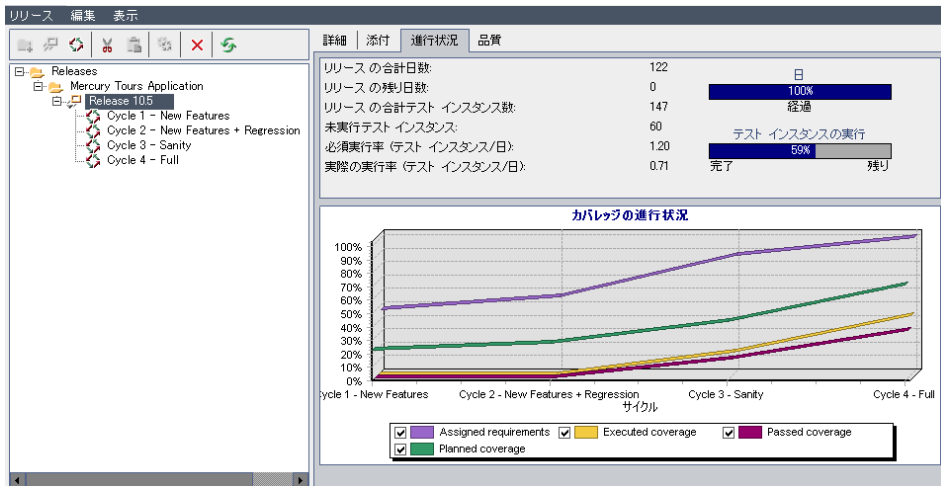 リリース 編集 表示
詳細 添付 進行状況 品質
Releases
Mercury Tours Application
Release 10.5
Cycle 1 - New Features
Cycle 2 - New Features + Regression
Cycle 3 - Sanity
Cycle 4 - Full
リリース の合計日数: 122
リリース の残り日数: 0
リリース の合計テスト インスタンス数: 147
未実行テスト インスタンス: 60
必須実行率 (テスト インスタンス/日): 1.20
実際の実行率 (テスト インスタンス/日): 0.71
日
100%
経過
テスト インスタンスの実行
59%
完了 残り
カバレッジの進行状況
100%
90%
80%
70%
60%
50%
40%
30%
20%
10%
0%
ycle 1 - New Features Cycle 2 - New Features + Regression Cycle 3 - Sanity Cycle 4 - Full
サイクル
Assigned requirements Executed coverage Passed coverage
Planned coverage